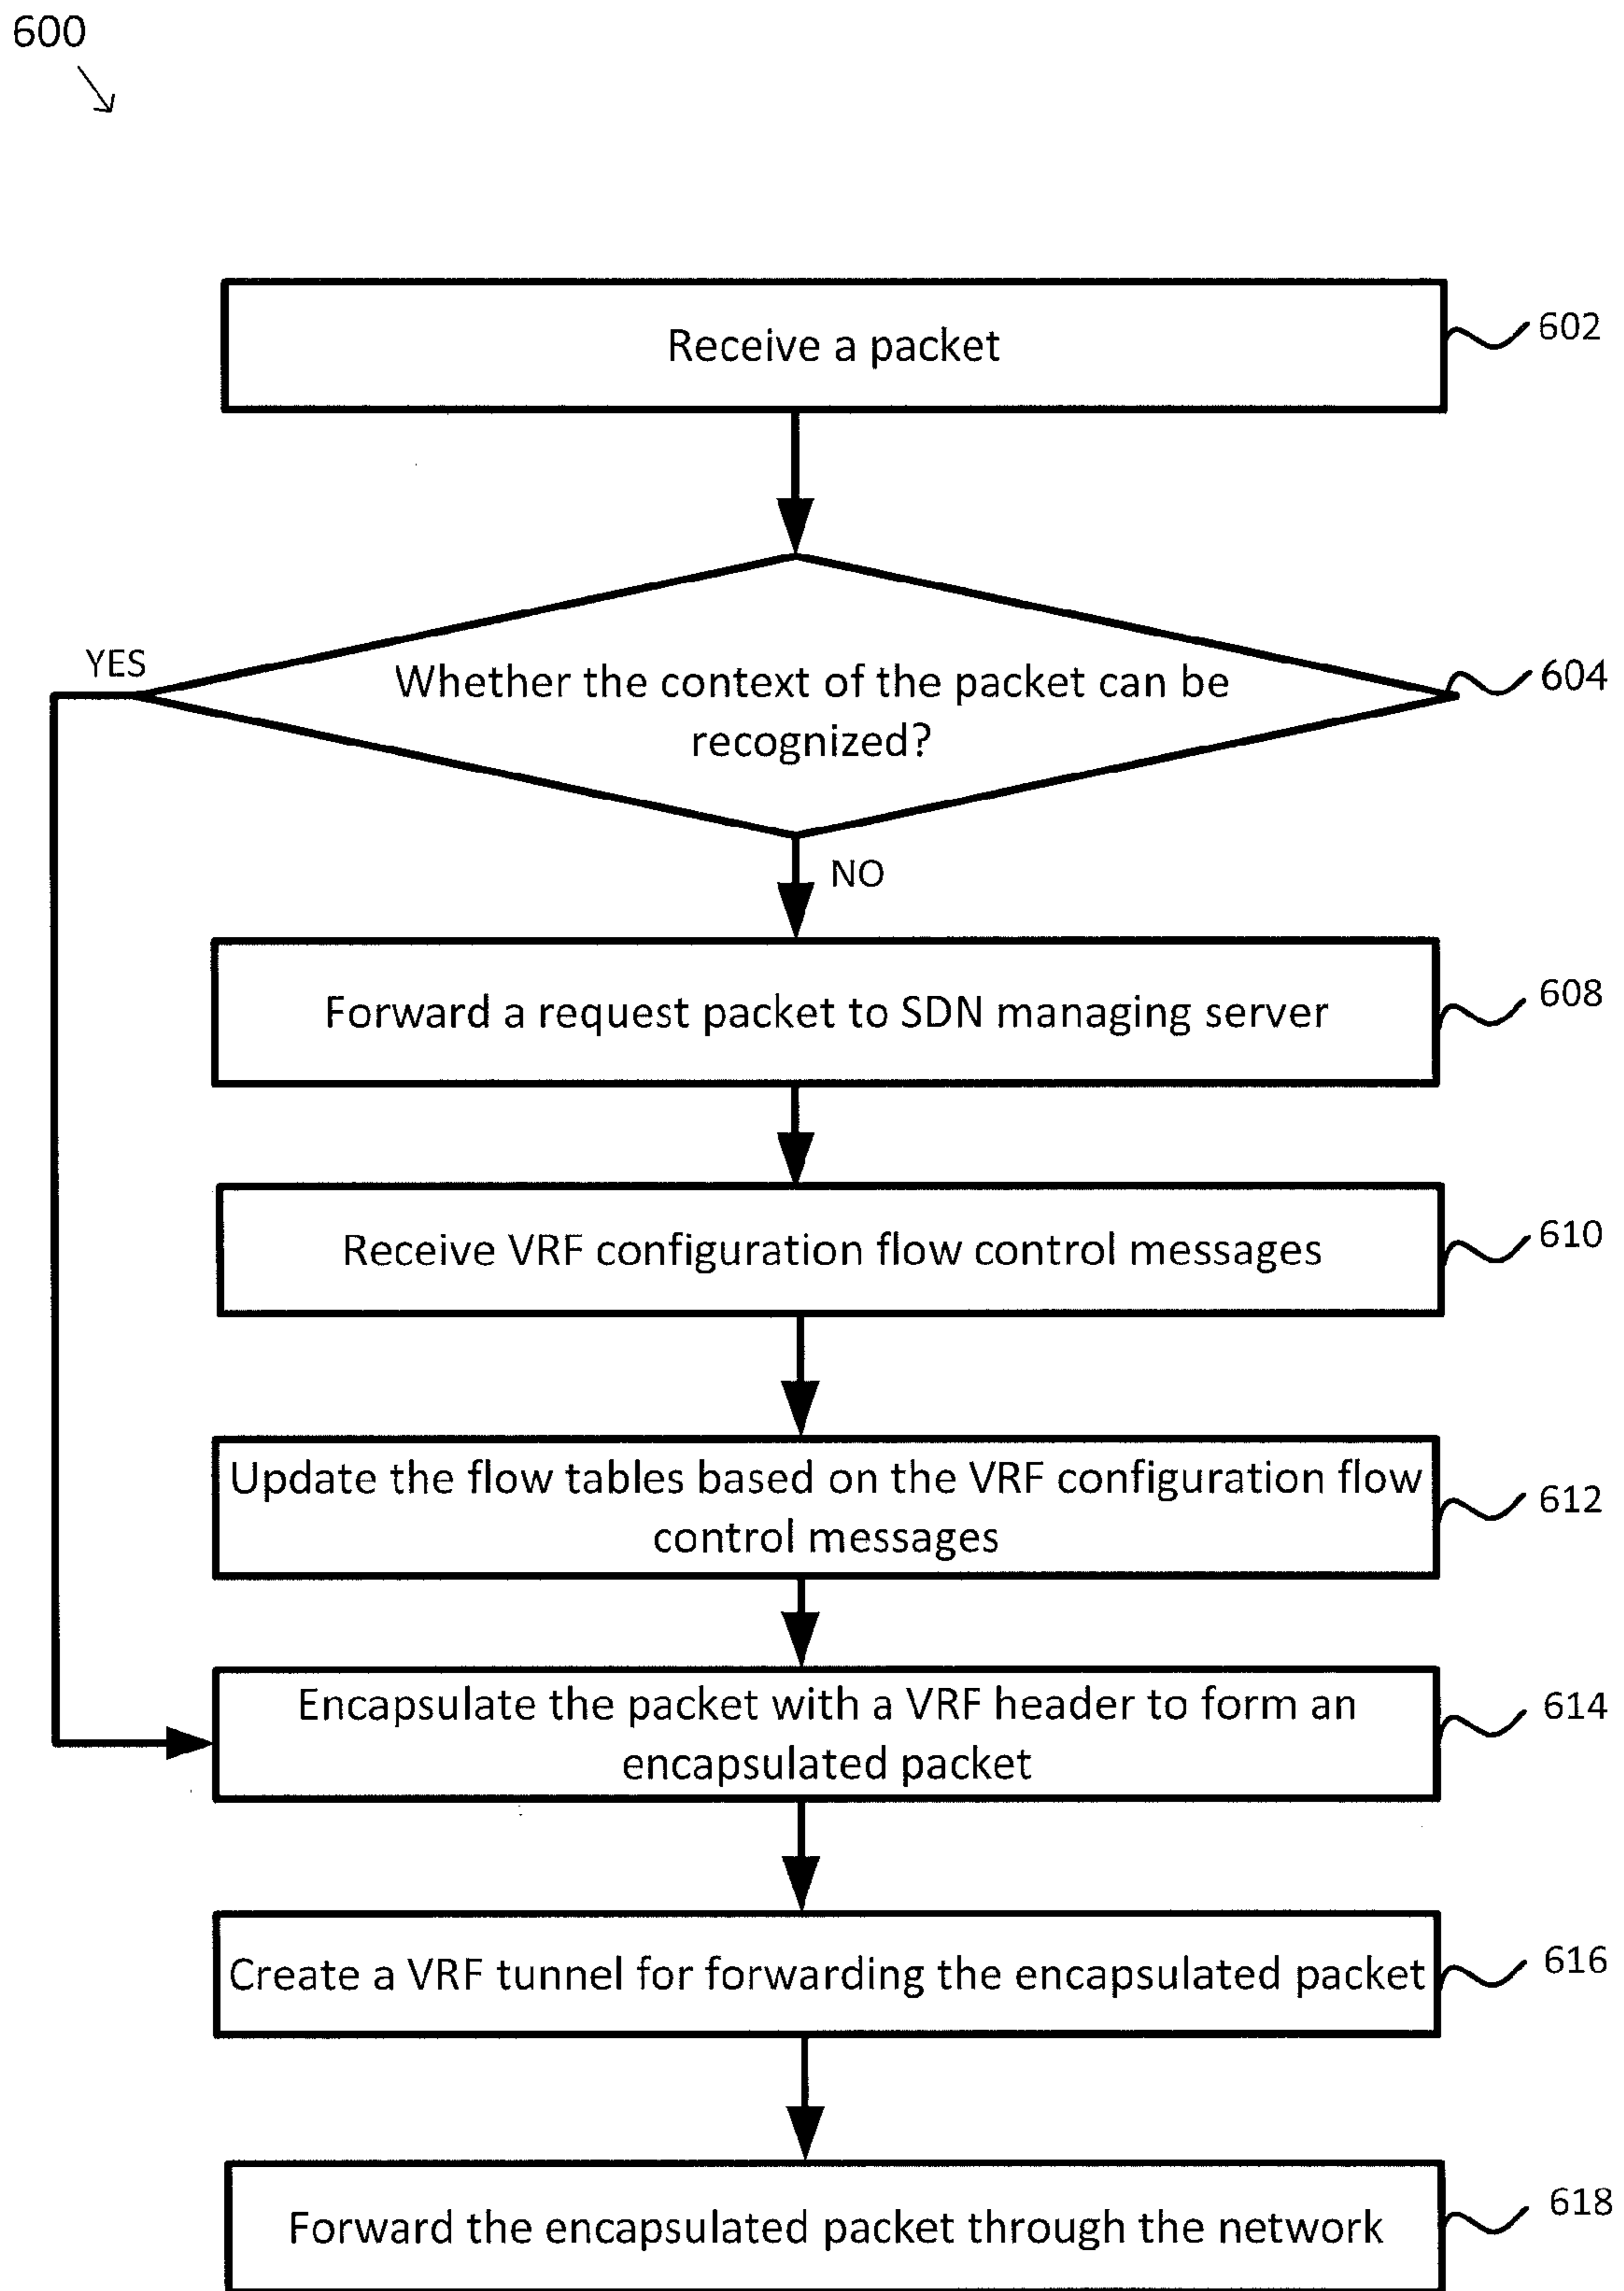 600
Receive a packet
602
YES
Whether the context of the packet can be
recognized?
604
NO
Forward a request packet to SDN managing server
608
Receive VRF configuration flow control messages
610
Update the flow tables based on the VRF configuration flow
control messages
612
Encapsulate the packet with a VRF header to form an
encapsulated packet
614
Create a VRF tunnel for forwarding the encapsulated packet
616
Forward the encapsulated packet through the network
618